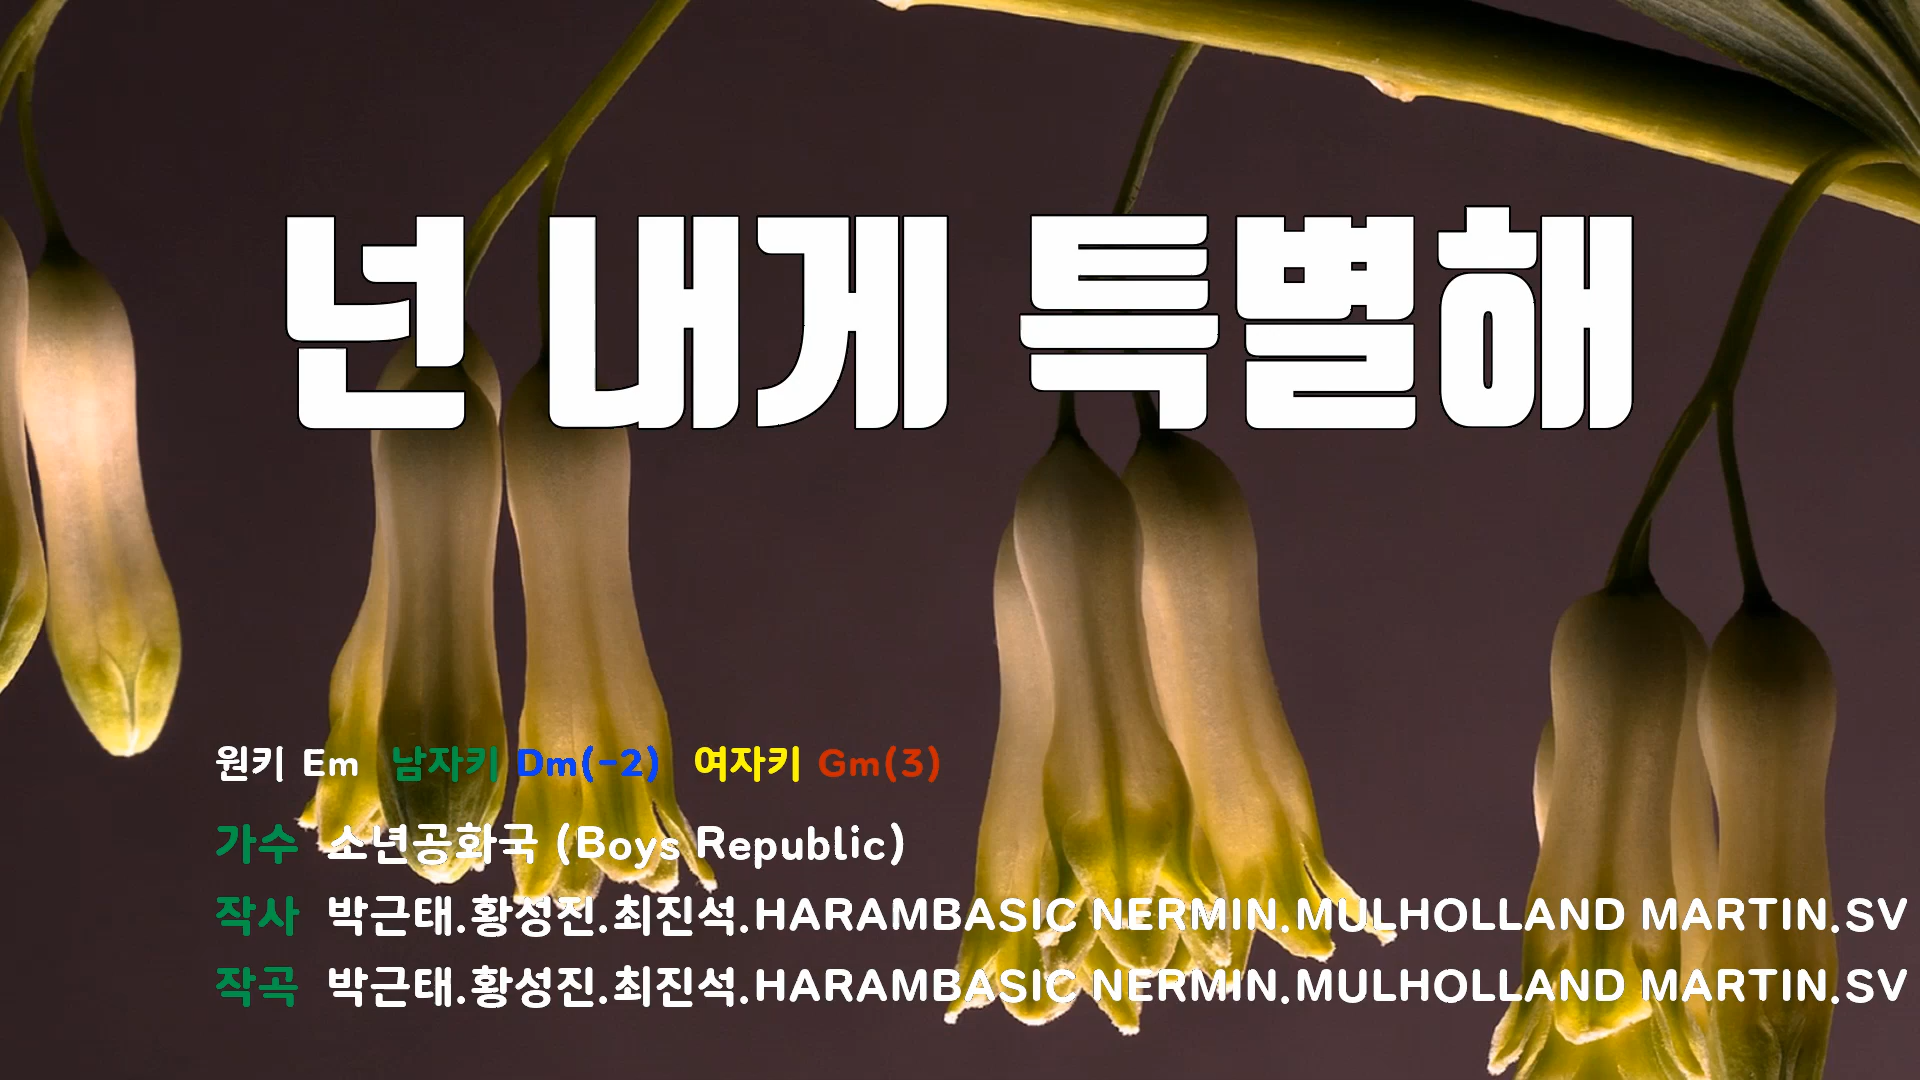 넌 내게 특별해
원키 Em 남자키 Dm(-2) 여자키 Gm(3)
가수 소년공화국 (Boys Republic)
작사 박근태.황성진.최진석.HARAMBASIC NERMIN.MULHOLLAND MARTIN.SV
작곡 박근태.황성진.최진석.HARAMBASIC NERMIN.MULHOLLAND MARTIN.SV